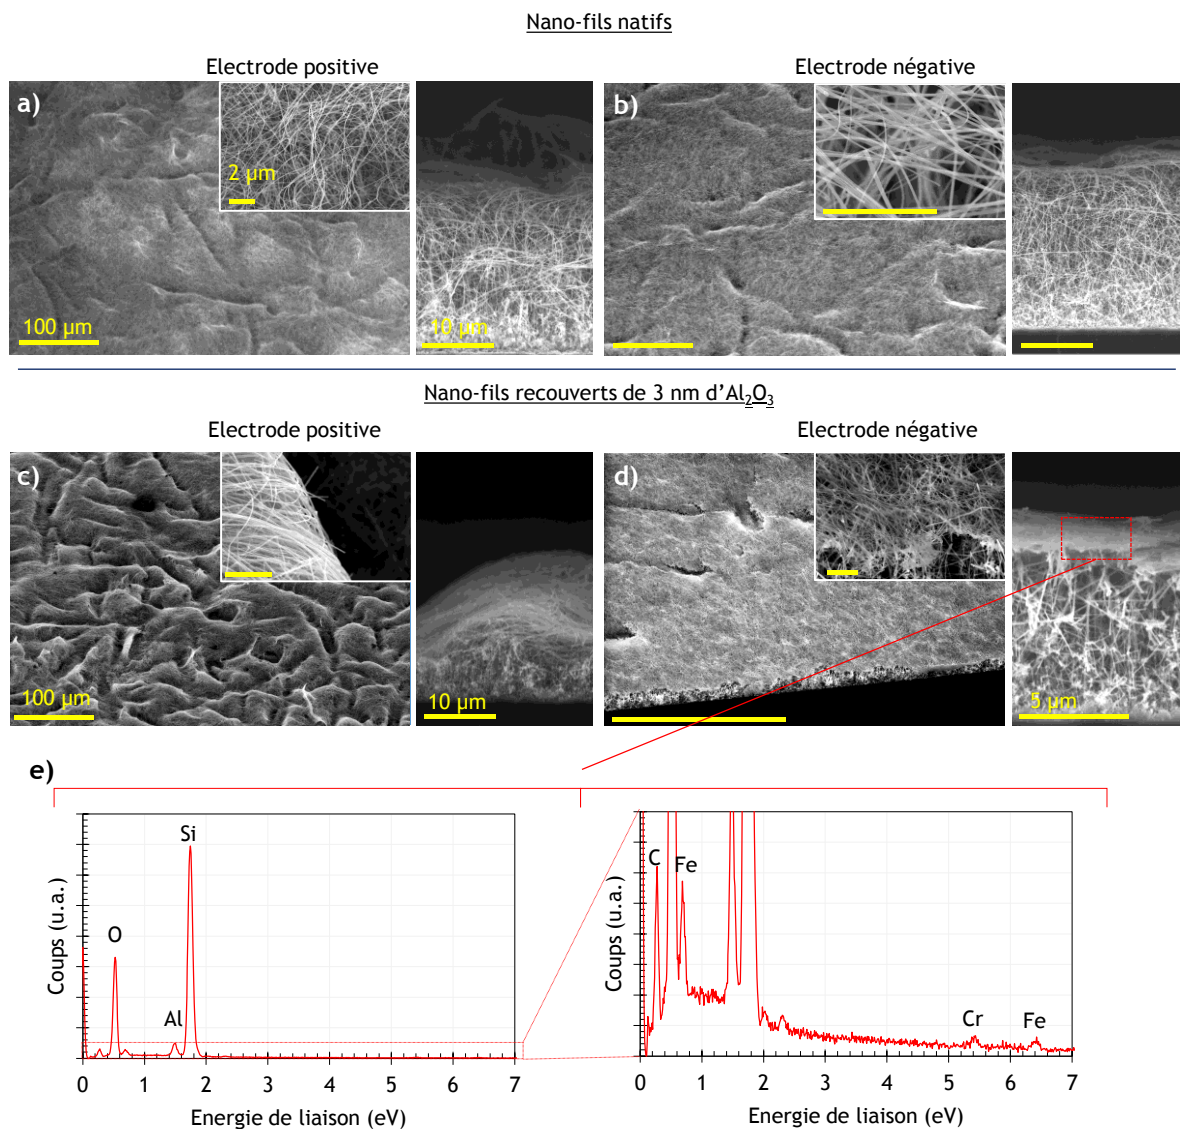 Nano-fils natifs
Electrode positive
Electrode négative
a)
2 µm
100 µm
10 µm
b)
Nano-fils recouverts de 3 nm d'Al₂O₃
Electrode positive
Electrode négative
c)
100 µm
10 µm
d)
5 µm
e)
Coups (u.a.)
O
Al
Si
0 1 2 3 4 5 6 7
Energie de liaison (eV)
Coups (u.a.)
C
Fe
Cr
Fe
0 1 2 3 4 5 6 7
Energie de liaison (eV)